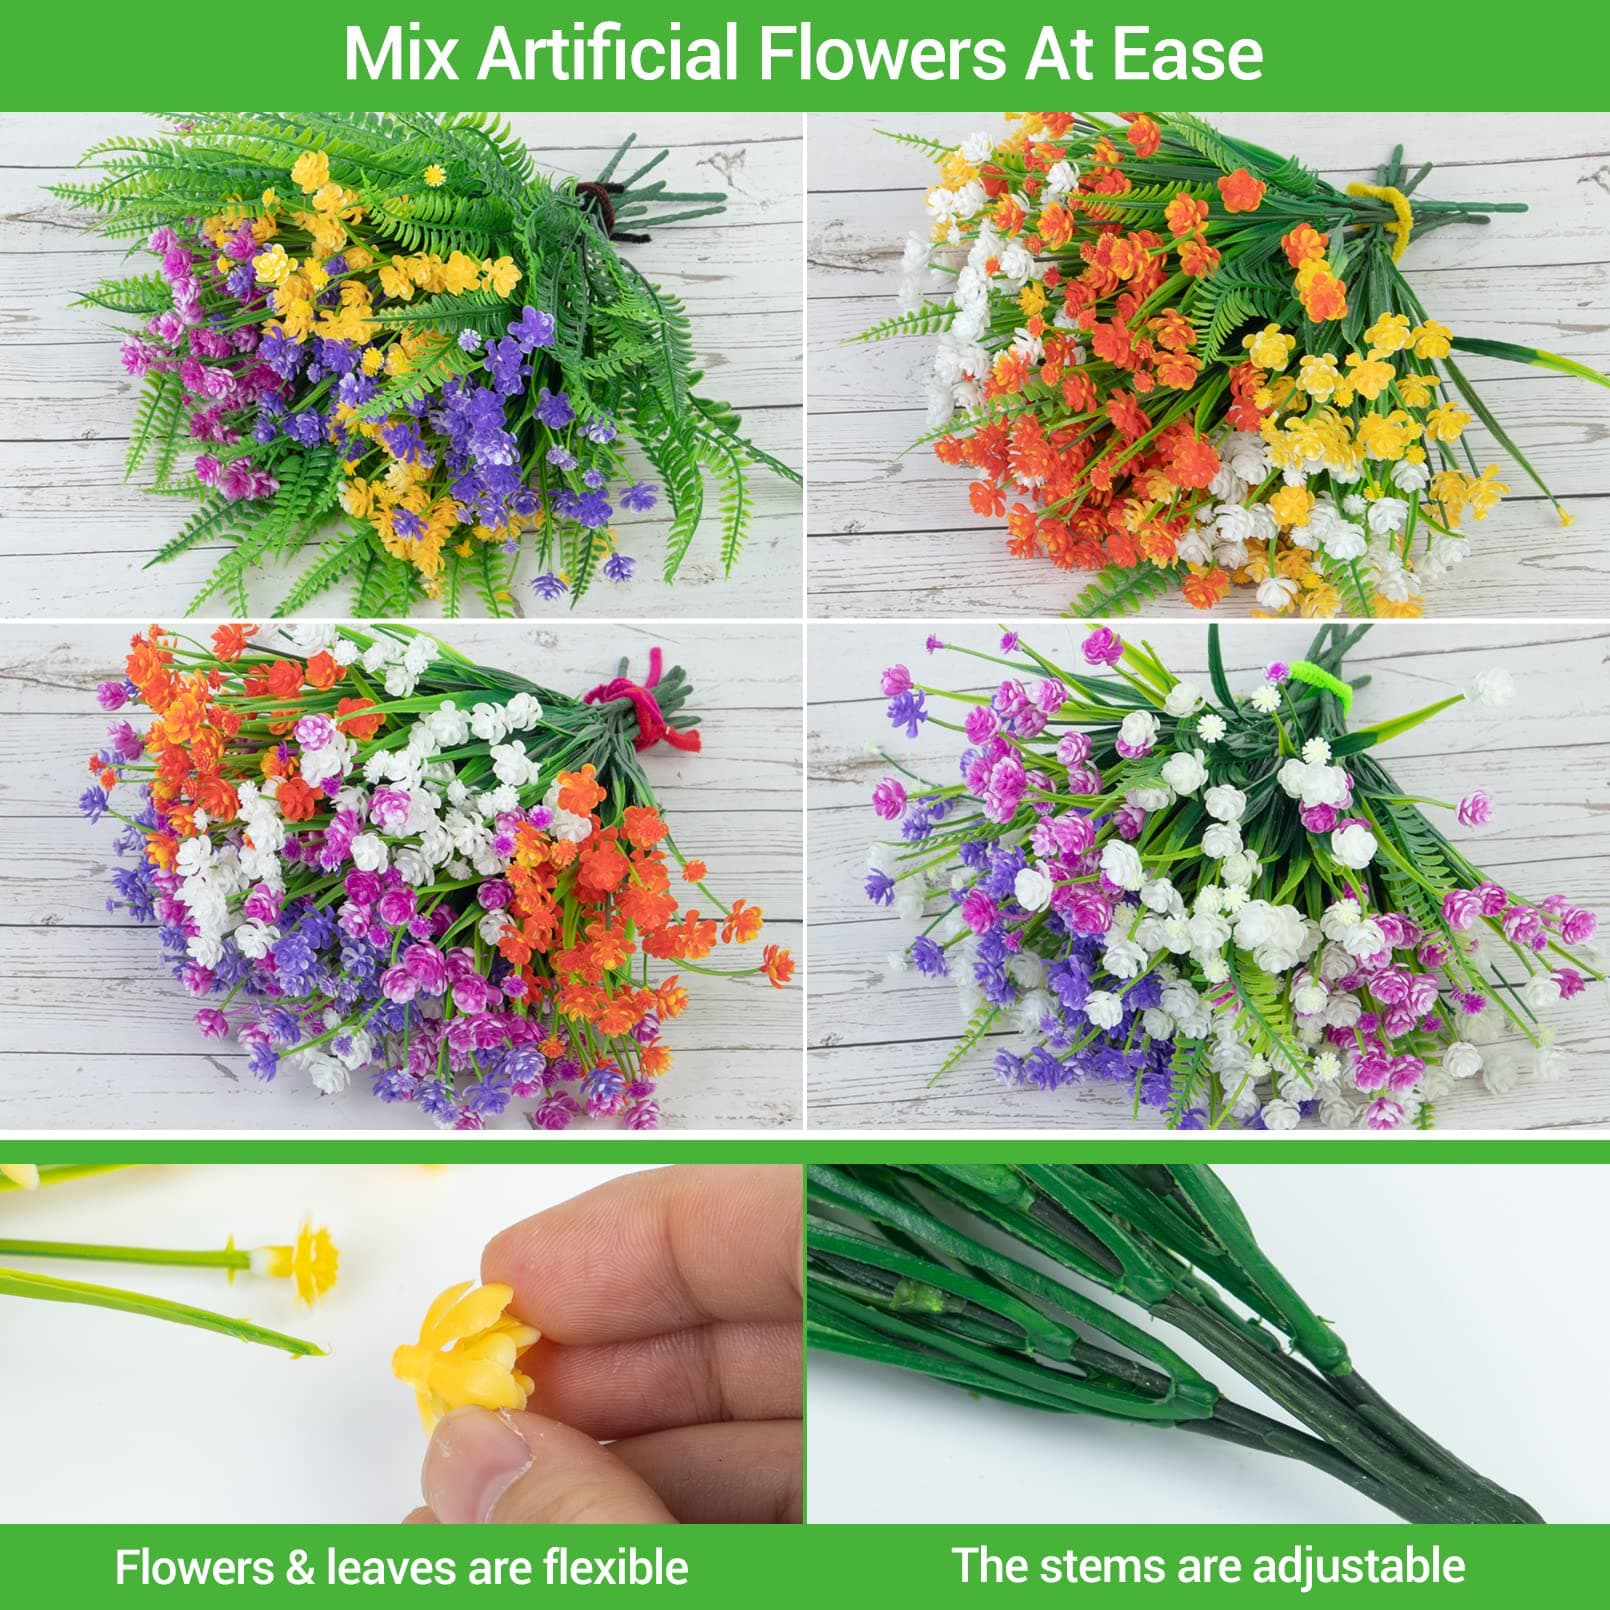 Mix Artificial Flowers At Ease
Flowers & leaves are flexible
The stems are adjustable